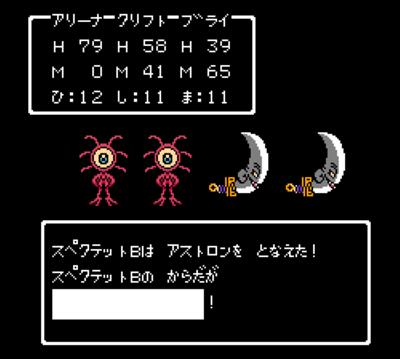 アリーナ クリフト ブライ
H 79 H 58 H 39
M 0 M 41 M 65
ひ:12 し:11 ま:11
スペクテットBは アストロンを となえた!
スペクテットBの からだが
!